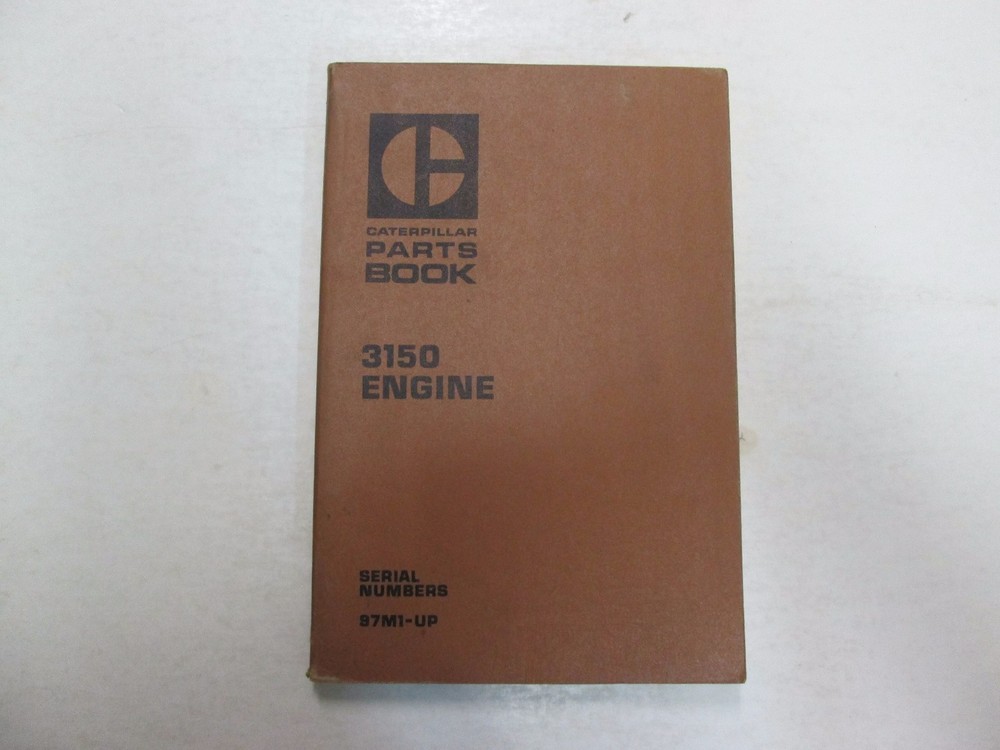 CATERPILLAR
PARTS
BOOK
3150
ENGINE
SERIAL
NUMBERS
97M1-UP